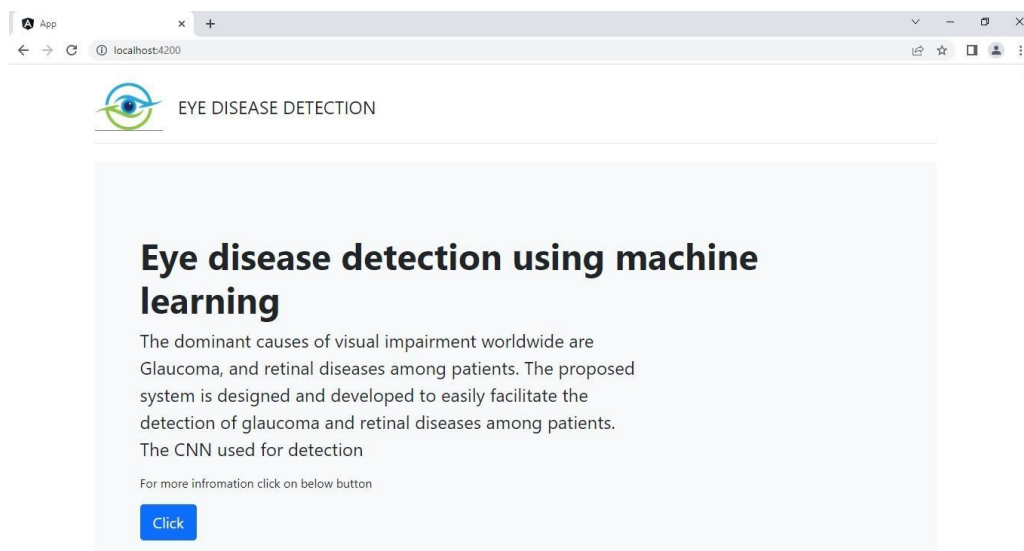 App
localhost:4200
EYE DISEASE DETECTION
Eye disease detection using machine
learning
The dominant causes of visual impairment worldwide are
Glaucoma, and retinal diseases among patients. The proposed
system is designed and developed to easily facilitate the
detection of glaucoma and retinal diseases among patients.
The CNN used for detection
For more infromation click on below button
Click